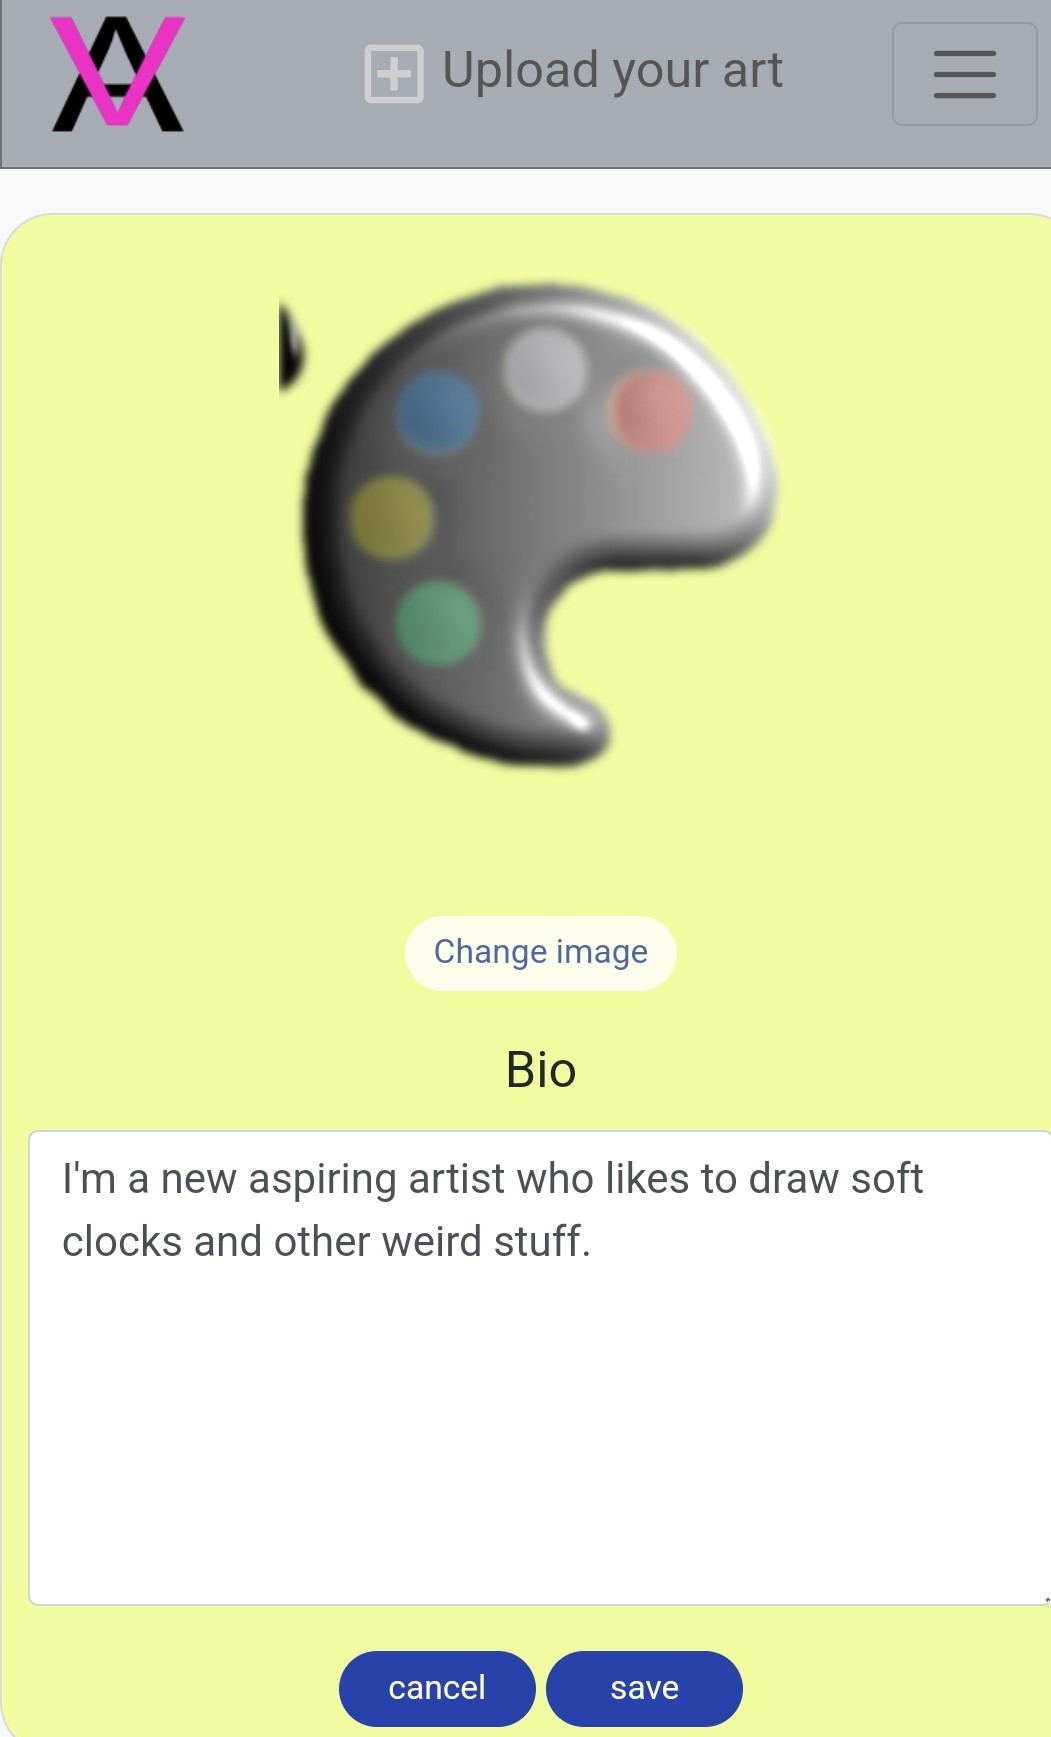 Upload your art
Change image
Bio
I'm a new aspiring artist who likes to draw soft
clocks and other weird stuff.
cancel
save